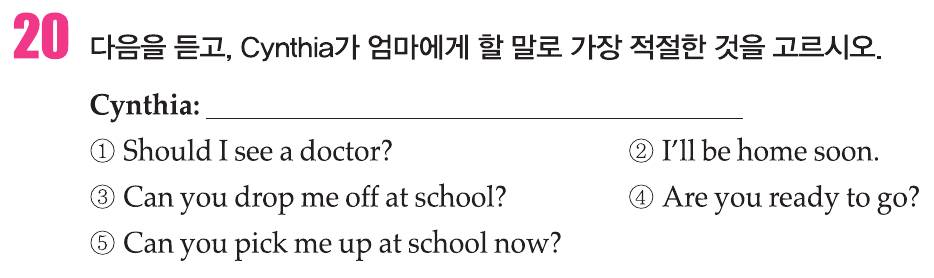 20 다음을 듣고, Cynthia가 엄마에게 할 말로 가장 적절한 것을 고르시오.
Cynthia: ____________________
① Should I see a doctor? ② I'll be home soon.
③ Can you drop me off at school? ④ Are you ready to go?
⑤ Can you pick me up at school now?